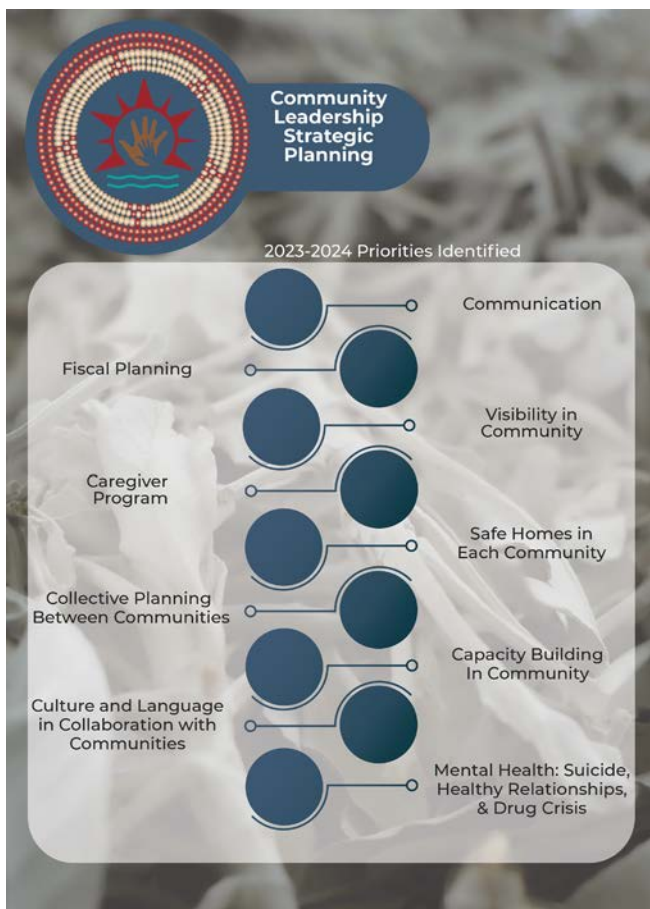 Community
Leadership
Strategic
Planning
2023-2024 Priorities Identified
Communication
Fiscal Planning
Visibility in
Community
Caregiver
Program
Safe Homes in
Each Community
Collective Planning
Between Communities
Capacity Building
In Community
Culture and Language
in Collaboration with
Communities
Mental Health: Suicide,
Healthy Relationships,
& Drug Crisis